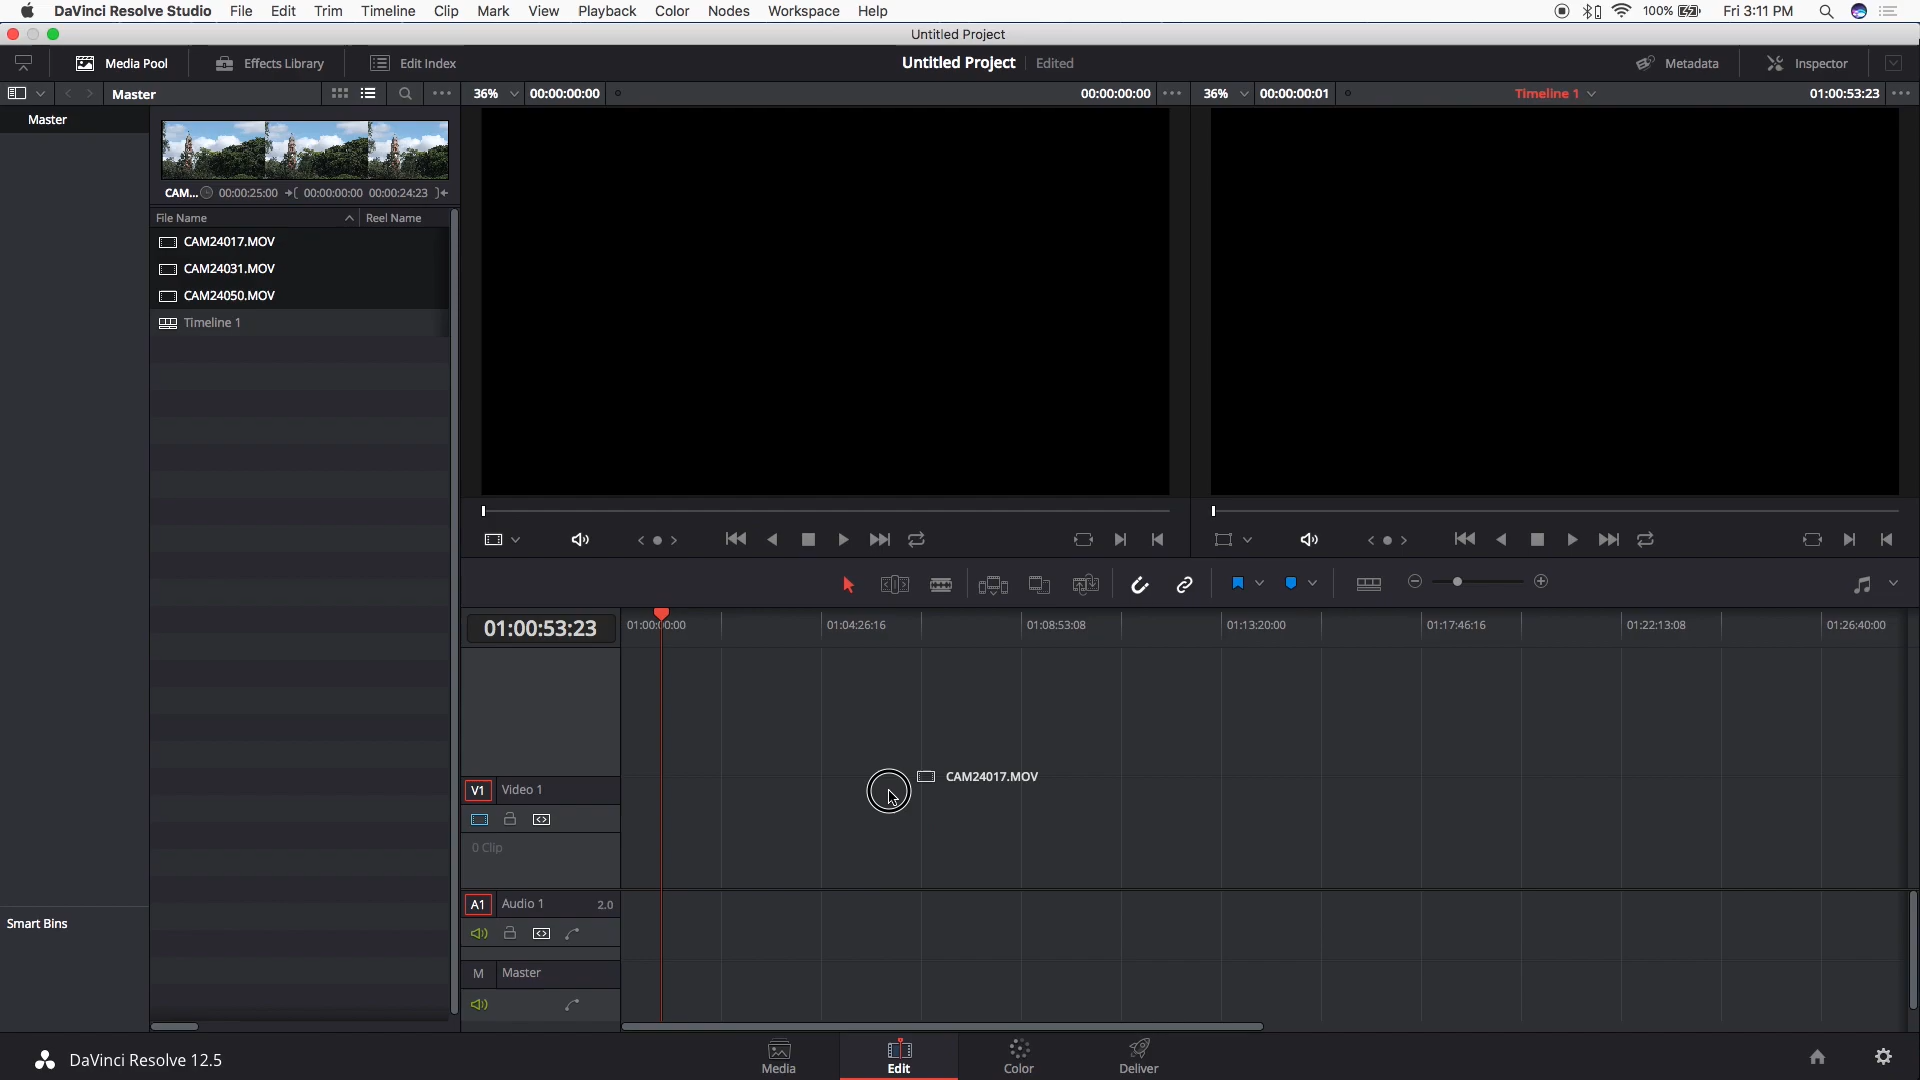 DaVinci Resolve Studio File Edit Trim Timeline Clip Mark View Playback Color Nodes Workspace Help 100% Fri 3:11 PM
Untitled Project
Media Pool Effects Library Edit Index Untitled Project Edited Metadata Inspector
Master 36% 00:00:00:00 00:00:00:00 36% 00:00:00:01 Timeline 1 01:00:53:23
Master
CAM... 00:00:25:00 00:00:00:00 00:00:24:23
File Name Reel Name
CAM24017.MOV
CAM24031.MOV
CAM24050.MOV
Timeline 1
01:00:53:23 01:00:00:00 01:04:26:16 01:08:53:08 01:13:20:00 01:17:46:16 01:22:13:08 01:26:40:00
CAM24017.MOV
V1 Video 1
0 Clip
A1 Audio 1 2.0
Smart Bins
M Master
DaVinci Resolve 12.5 Media Edit Color Deliver